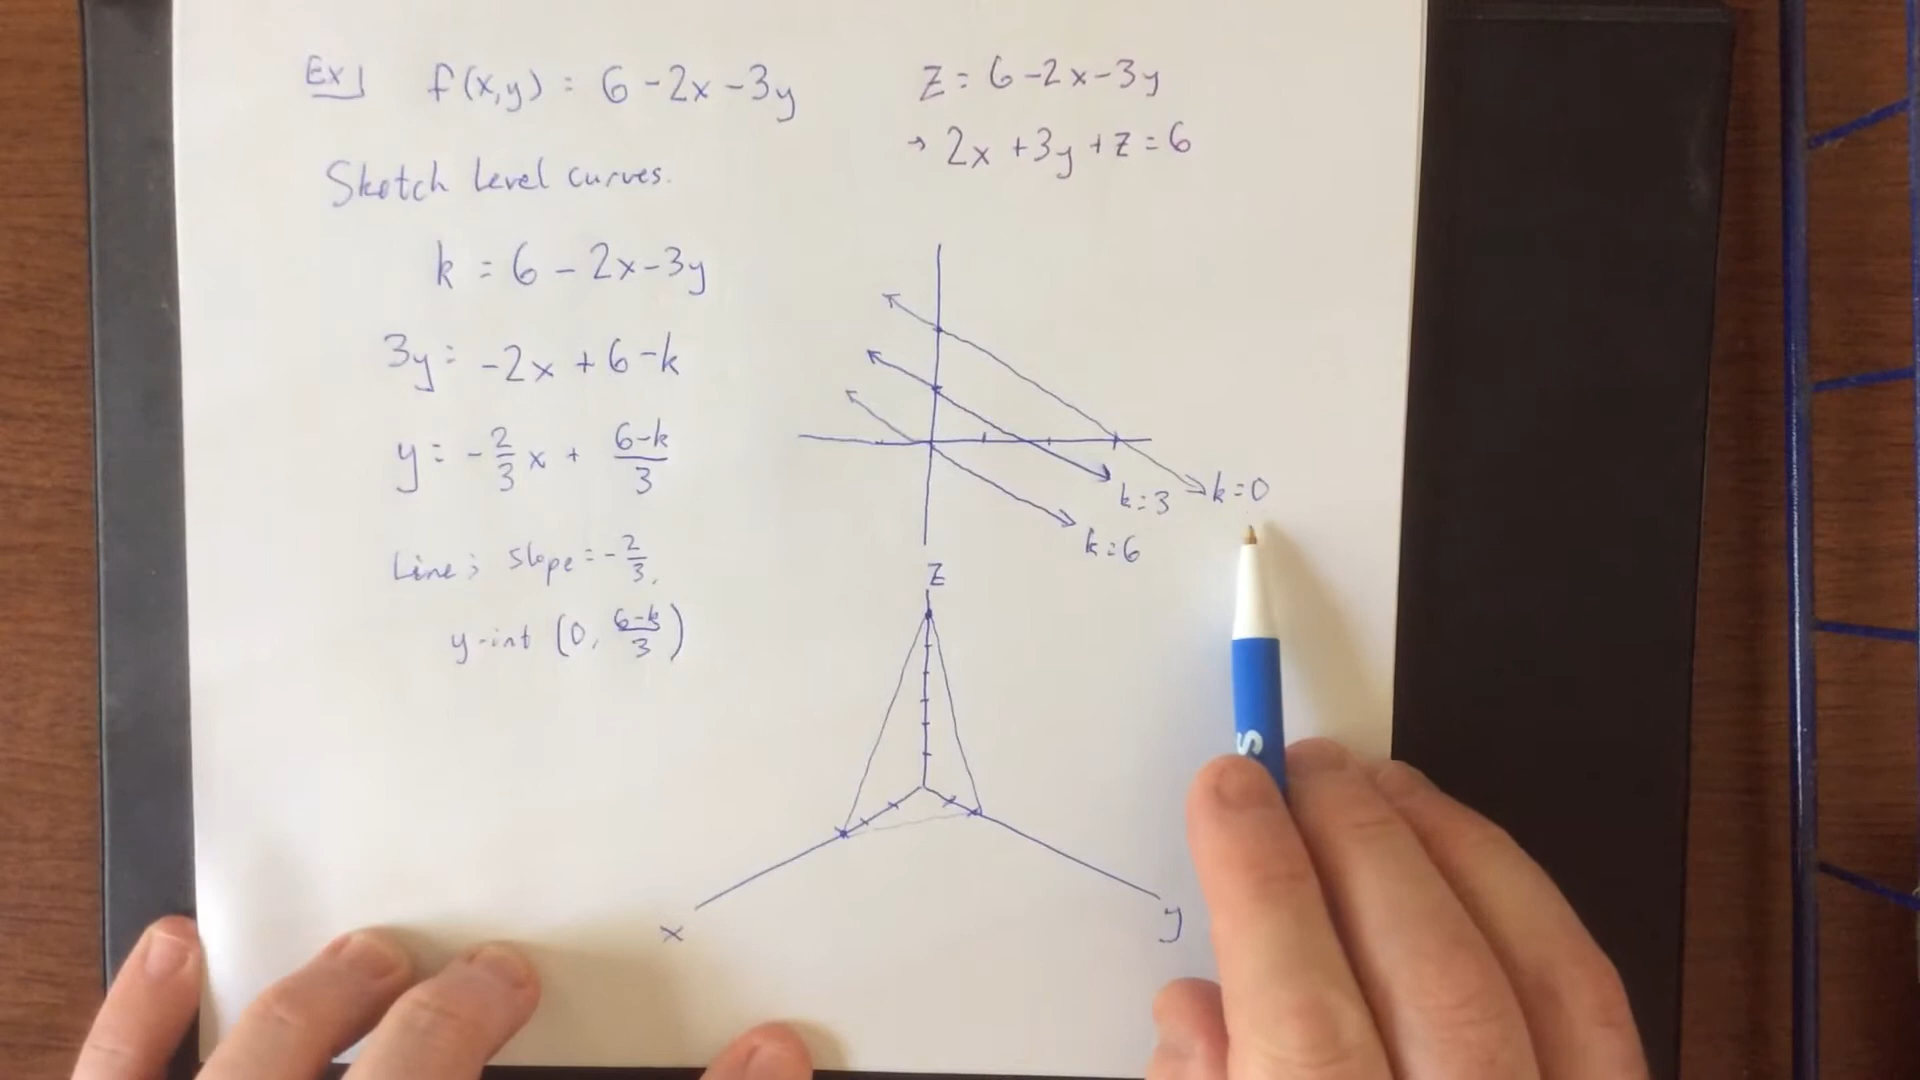 Ex1 f(x,y) = 6 - 2x - 3y
Sketch level curves.
k = 6 - 2x - 3y
3y = -2x + 6 - k
y = -2/3 x + (6-k)/3
Line; slope = -2/3,
y-int (0, (6-k)/3)
z = 6 - 2x - 3y
→ 2x + 3y + z = 6
k=0
k=3
k=6
z
x
y
S